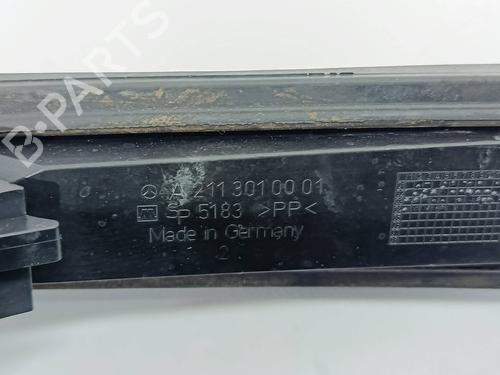 A 211 301 00 01
SP 5183 >PP<
Made in Germany
2
B-PARTS